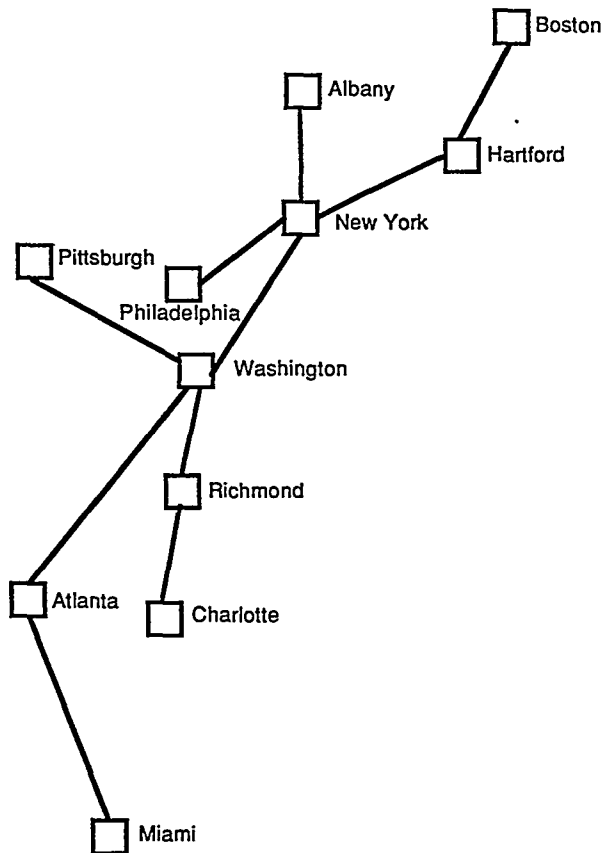 Boston
Albany
Hartford
New York
Pittsburgh
Philadelphia
Washington
Richmond
Atlanta
Charlotte
Miami